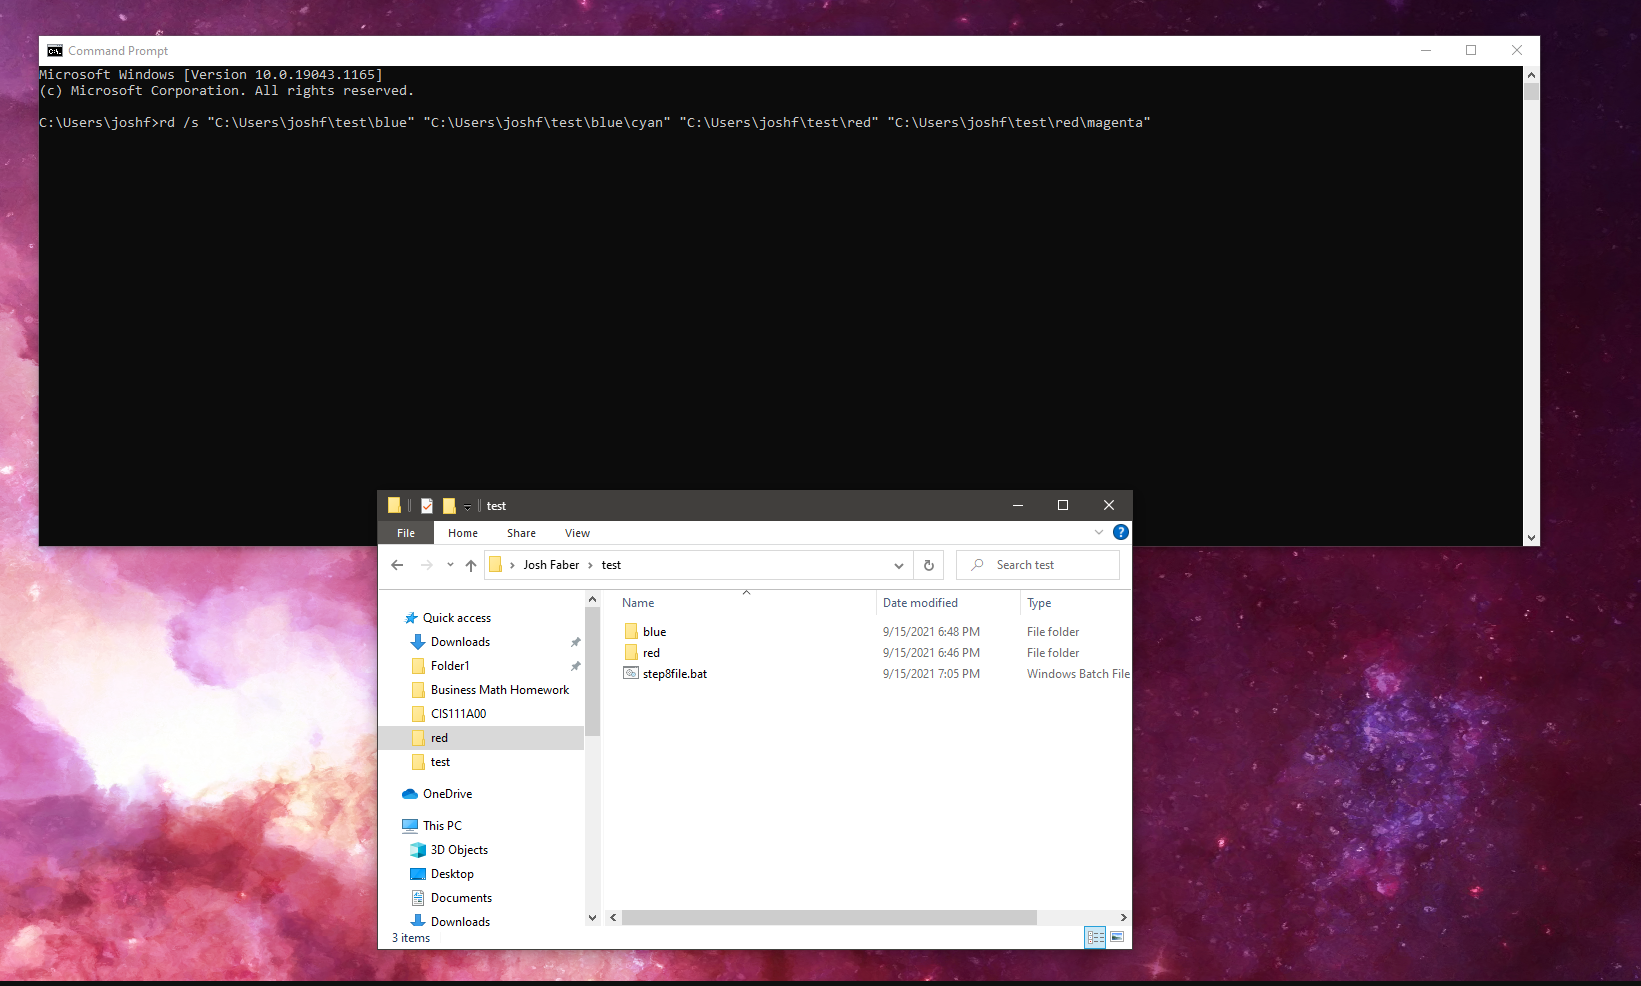 Command Prompt
Microsoft Windows [Version 10.0.19043.1165]
(c) Microsoft Corporation. All rights reserved.
C:\Users\joshf>rd /s "C:\Users\joshf\test\blue" "C:\Users\joshf\test\blue\cyan" "C:\Users\joshf\test\red" "C:\Users\joshf\test\red\magenta"
test
File Home Share View
Josh Faber test
Search test
Name Date modified Type
Quick access
Downloads
Folder1
Business Math Homework
CIS111A00
red
test
OneDrive
This PC
3D Objects
Desktop
Documents
Downloads
blue 9/15/2021 6:48 PM File folder
red 9/15/2021 6:46 PM File folder
step8file.bat 9/15/2021 7:05 PM Windows Batch File
3 items